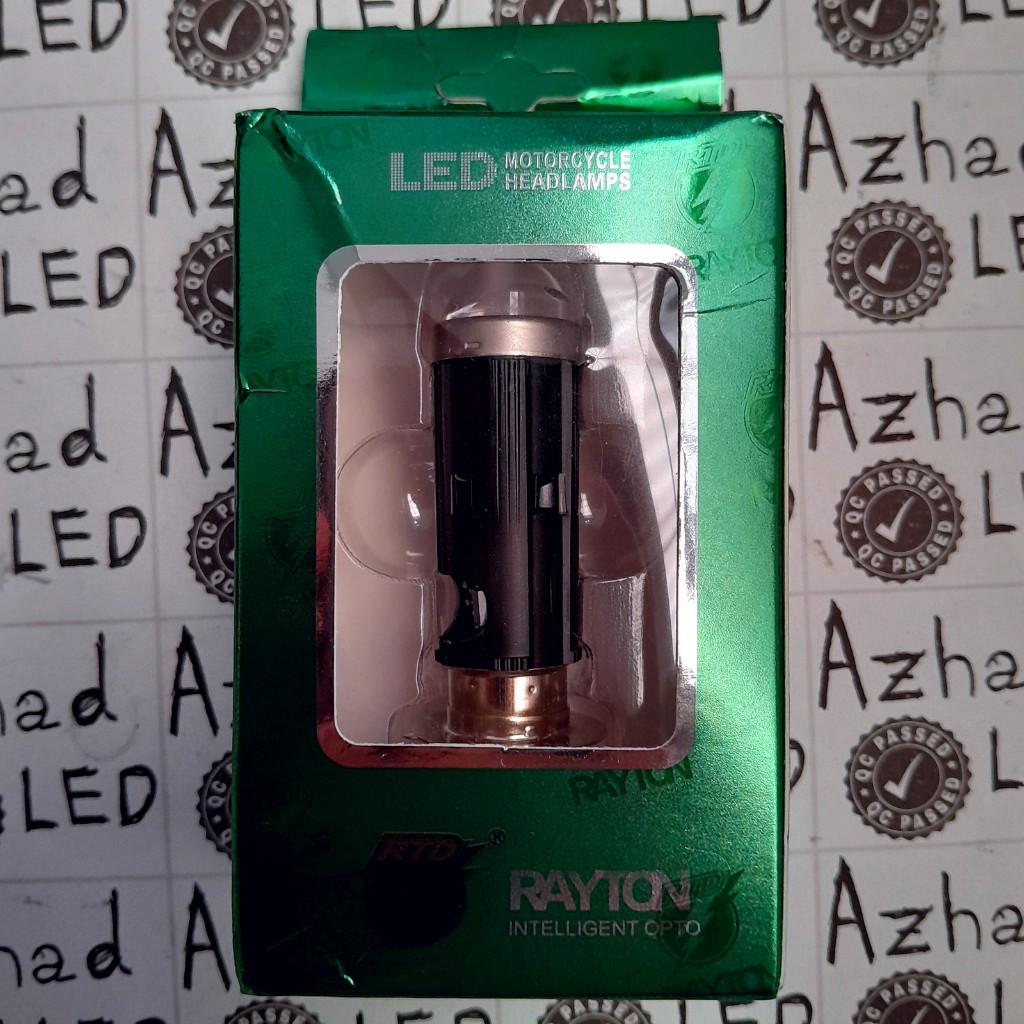 LED MOTORCYCLE
HEADLAMPS
RAYTON
RTD®
RAYTON
INTELLIGENT OPTO
Azhad
LED
QC PASSED